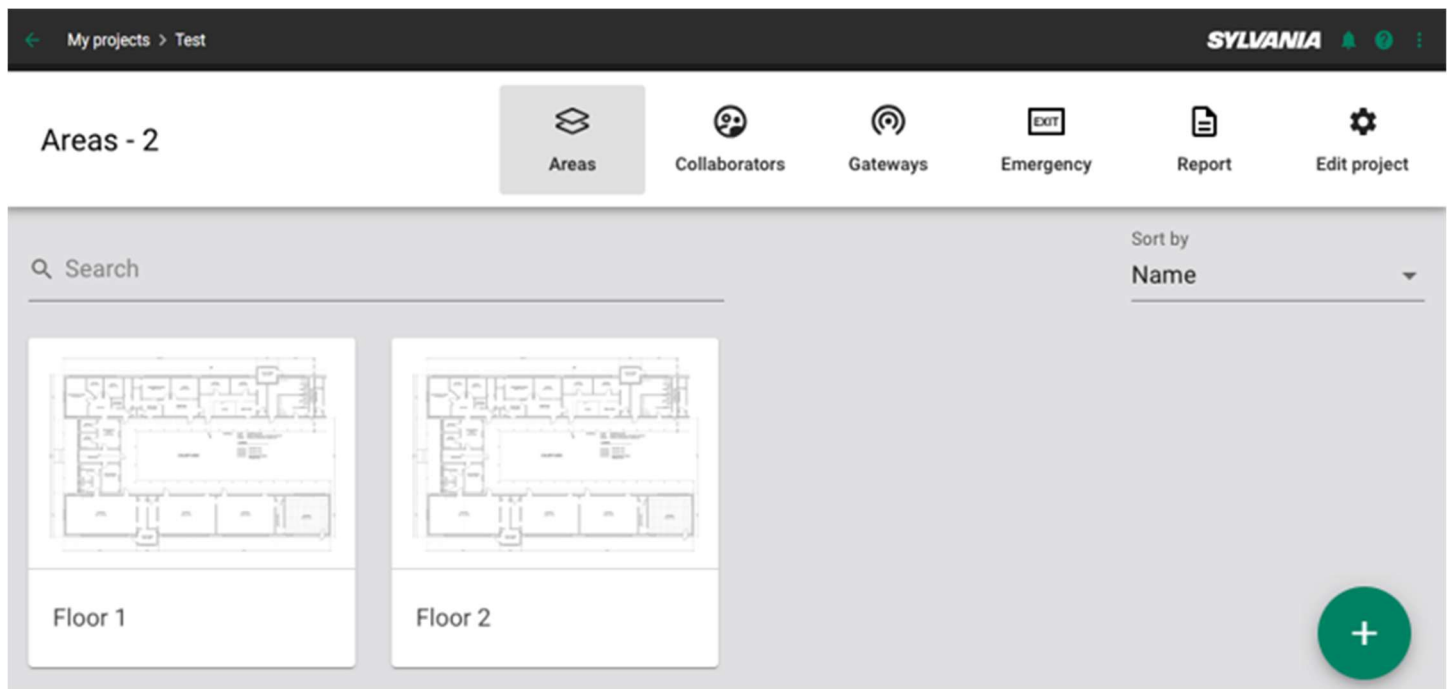 My projects > Test
SYLVANIA
Areas - 2
EXIT
Areas
Collaborators
Gateways
Emergency
Report
Edit project
Sort by
Search
Name
Floor 1
Floor 2